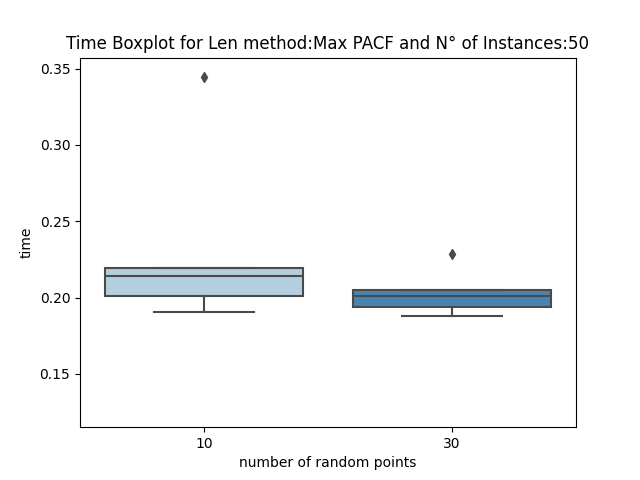 Time Boxplot for Len method:Max PACF and N° of Instances:50
0.35
0.30
0.25
0.20
0.15
time
10
30
number of random points